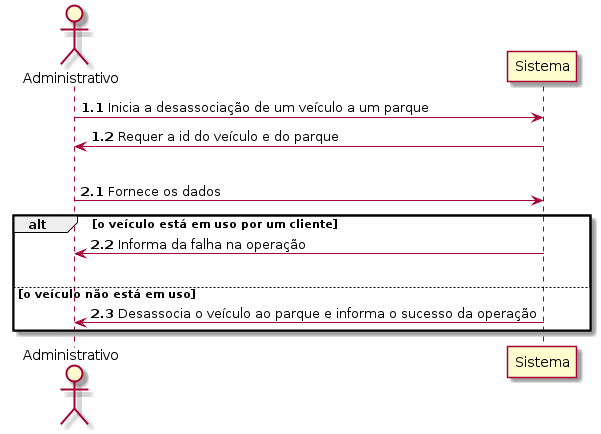 Administrativo
Sistema
1.1 Inicia a desassociação de um veículo a um parque
1.2 Requer a id do veículo e do parque
2.1 Fornece os dados
alt [o veículo está em uso por um cliente]
2.2 Informa da falha na operação
[o veículo não está em uso]
2.3 Desassocia o veículo ao parque e informa o sucesso da operação
Administrativo
Sistema